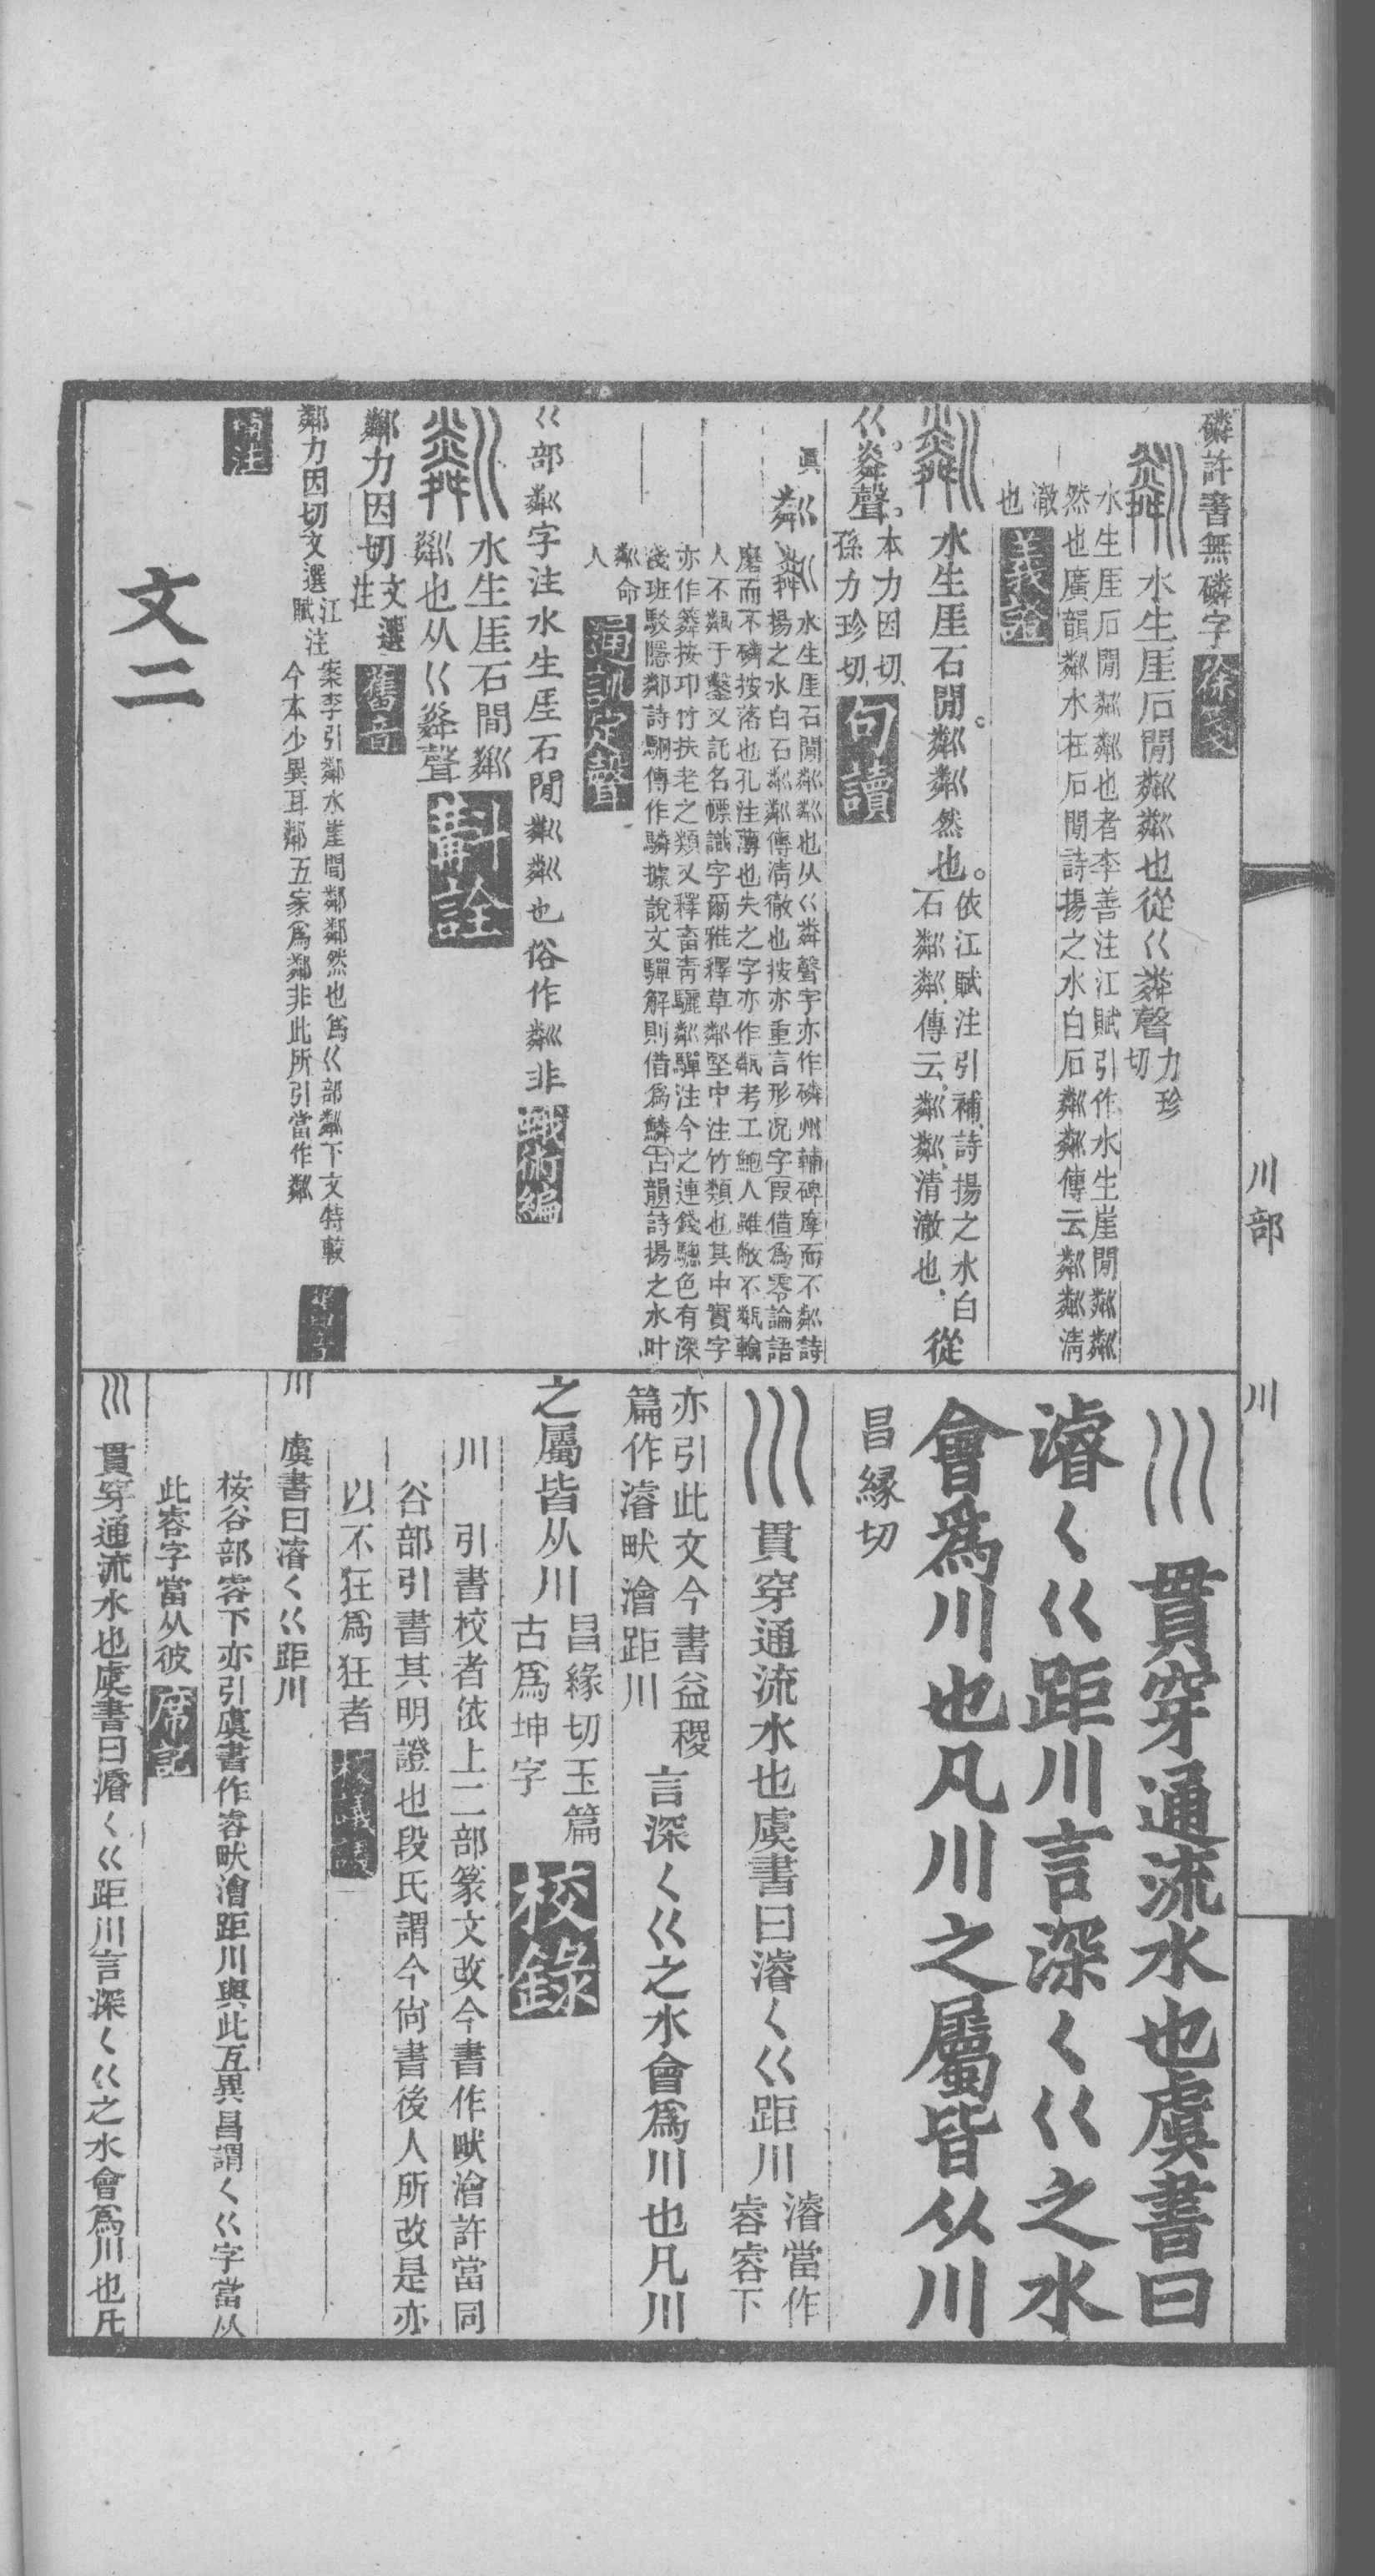 磷許書無磷字徐箋
水生厓石閒粼粼也從巜粦聲力珍切
水生厓石閒粼粼也者李善注江賦引作水生崖閒粼粼
然也廣韻粼水在石閒詩揚之水白石粼粼傳云粼粼清
澈也義證
水生厓石閒粼粼然也依江賦注引補詩揚之水白石粼粼傳云粼粼清澈也從
巜粦聲本力因切孫力珍切句讀
眞
粼
水生厓石閒粼粼也从巜粦聲字亦作磷州輔碑摩而不粼詩
揚之水白石粼粼傳清徹也按亦重言形況字叚借爲零論語
磨而不磷按落也孔注薄也失之字亦作甐考工鮑人雖敝不甐輪
人不甐于鑿又託名幖識字爾雅釋草粼堅中注竹類也其中實字
亦作簩按邛竹扶老之類又釋畜青驪粼驒注今之連錢驄色有深
淺班駁隱粼詩駉傳作驎據說文驒解則借爲鱗古韻詩揚之水叶
粼命人通訓定聲
巜部粼字注水生厓石閒粼粼也俗作粼非蛾術編
水生厓石間粼
粼也从巜粦聲斠詮
粼力因切文選注舊音
粼力因切文選江賦注
案李引粼水崖間粼粼然也爲巜部粼下文特較
今本少異耳粼五家爲鄰非此所引當作粼
文二
川部 川
貫穿通流水也虞書曰
濬〈巜距川言深〈巜之水
會爲川也凡川之屬皆从川
昌緣切
貫穿通流水也虞書曰濬〈巜距川濬當作
睿容下
亦引此文今書益稷
篇作濬畎澮距川言深〈巜之水會爲川也凡川
之屬皆从川昌緣切玉篇
古爲坤字校錄
川 引書校者依上二部篆文改今書作畎澮許當同
谷部引書其明證也段氏謂今尙書後人所改是亦
以不狂爲狂者校議議
川 虞書曰濬〈巜距川
桉谷部容下亦引虞書作容畎澮距川與此互異昌謂〈巜字當从
此容字當从彼席記
川 貫穿通流水也虞書曰濬〈巜距川言深〈巜之水會爲川也凡